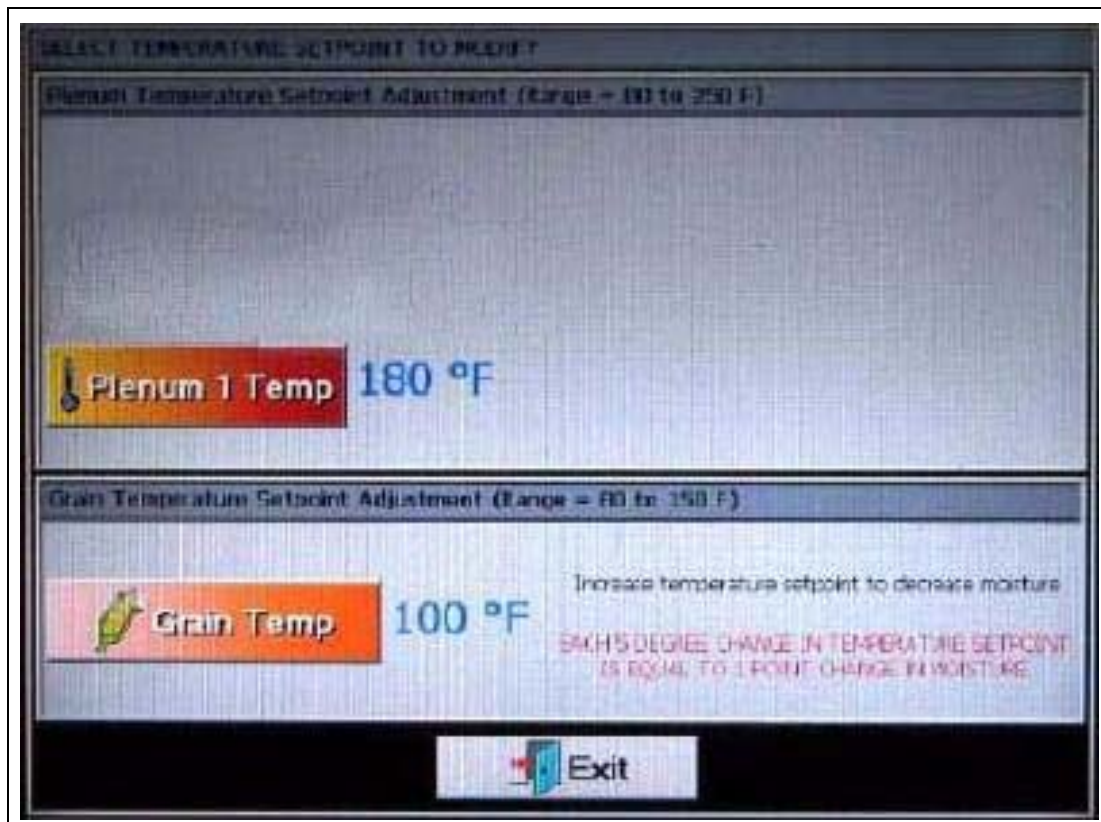 SELECT TEMPERATURE SETPOINT TO MODIFY
Plenum Temperature Setpoint Adjustment (Range = 80 to 250 F)
Plenum 1 Temp 180 °F
Grain Temperature Setpoint Adjustment (Range = 80 to 150 F)
Increase temperature setpoint to decrease moisture
Grain Temp 100 °F
EACH 5 DEGREE CHANGE IN TEMPERATURE SETPOINT
IS EQUAL TO 1 POINT CHANGE IN MOISTURE
Exit